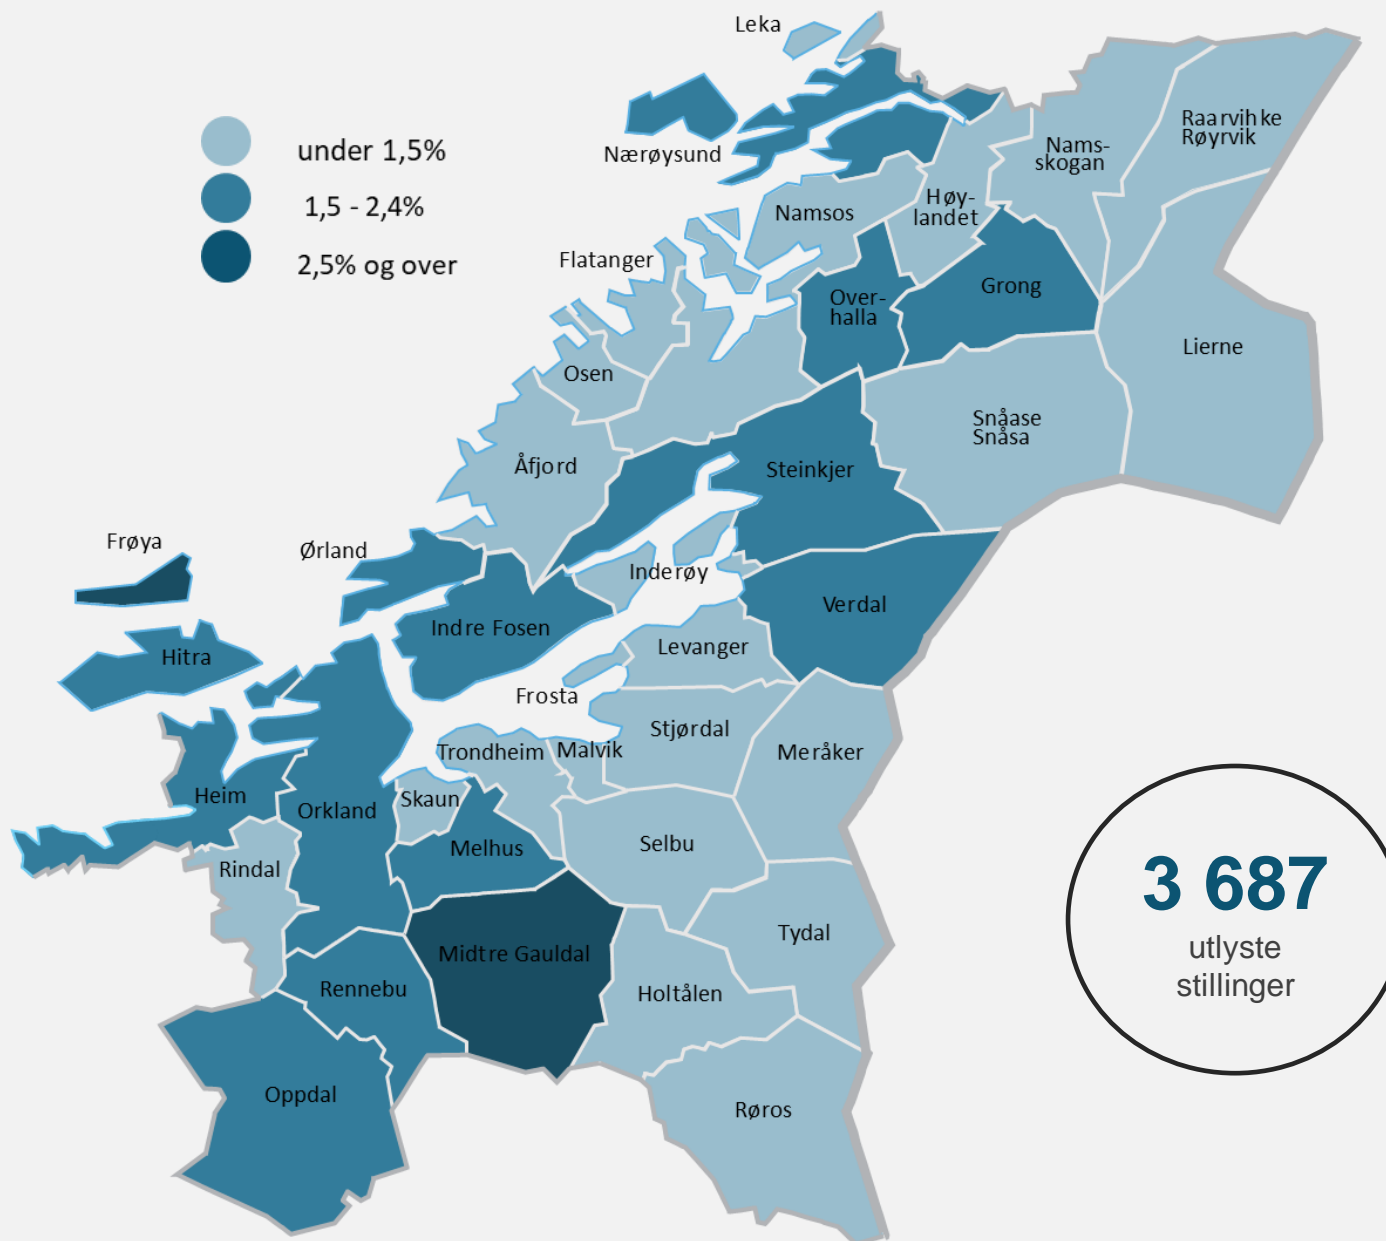 Leka
under 1,5%
1,5 - 2,4%
2,5% og over
Nærøysund
Raarvihke
Røyrvik
Nams-
skogan
Høy-
landet
Namsos
Flatanger
Over-
halla
Grong
Lierne
Osen
Snåase
Snåsa
Åfjord
Steinkjer
Frøya
Ørland
Inderøy
Verdal
Indre Fosen
Hitra
Levanger
Frosta
Stjørdal
Trondheim
Malvik
Meråker
Heim
Orkland
Skaun
Melhus
Selbu
Rindal
3 687
utlyste
stillinger
Midtre Gauldal
Tydal
Rennebu
Holtålen
Oppdal
Røros